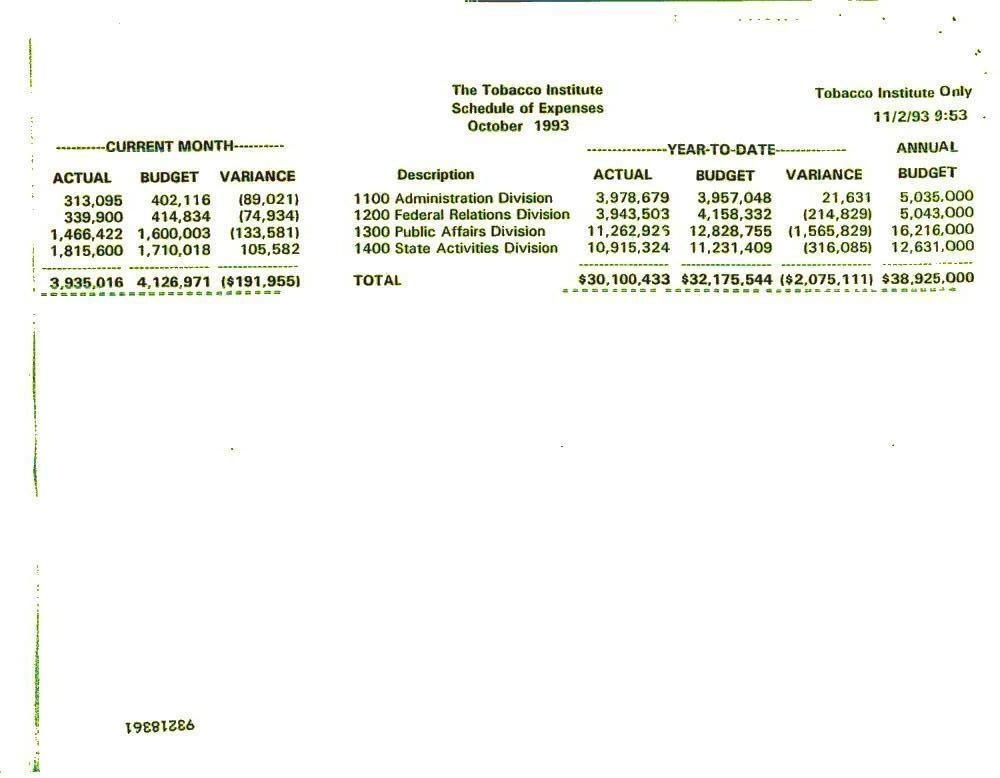 The Tobacco Institute
Schedule of Expenses
October 1993
Tobacco Institute Only
11/2/93 9:53
----------CURRENT MONTH---------- ----------------YEAR-TO-DATE-------------- ANNUAL
ACTUAL BUDGET VARIANCE Description ACTUAL BUDGET VARIANCE BUDGET
313,095 402,116 (89,021) 1100 Administration Division 3,978,679 3,957,048 21,631 5,035,000
339,900 414,834 (74,934) 1200 Federal Relations Division 3,943,503 4,158,332 (214,829) 5,043,000
1,466,422 1,600,003 (133,581) 1300 Public Affairs Division 11,262,926 12,828,755 (1,565,829) 16,216,000
1,815,600 1,710,018 105,582 1400 State Activities Division 10,915,324 11,231,409 (316,085) 12,631,000
3,935,016 4,126,971 ($191,955) TOTAL $30,100,433 $32,175,544 ($2,075,111) $38,925,000
93218361